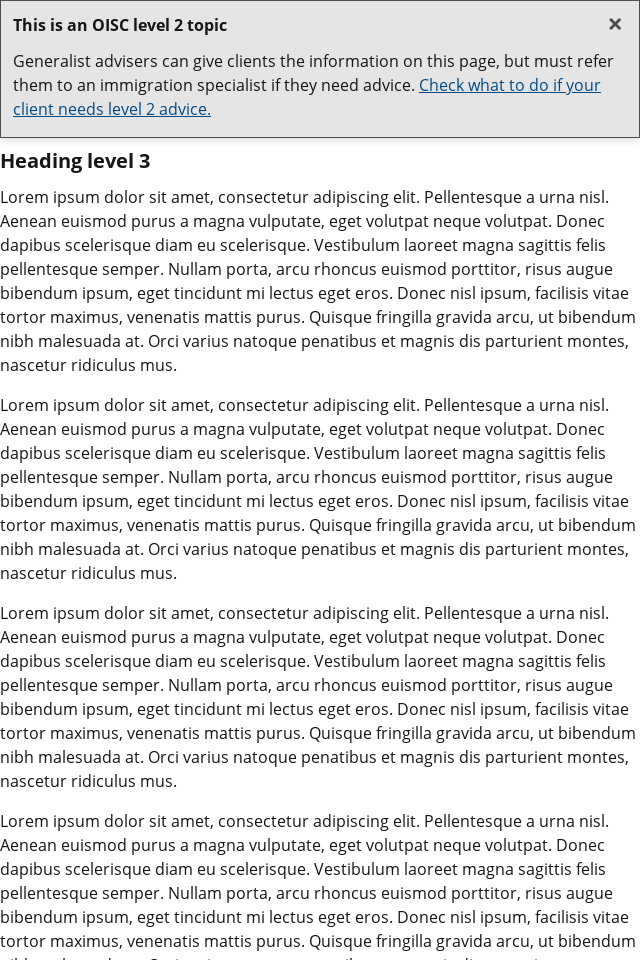 This is an OISC level 2 topic
Generalist advisers can give clients the information on this page, but must refer
them to an immigration specialist if they need advice. Check what to do if your
client needs level 2 advice.
Heading level 3
Lorem ipsum dolor sit amet, consectetur adipiscing elit. Pellentesque a urna nisl.
Aenean euismod purus a magna vulputate, eget volutpat neque volutpat. Donec
dapibus scelerisque diam eu scelerisque. Vestibulum laoreet magna sagittis felis
pellentesque semper. Nullam porta, arcu rhoncus euismod porttitor, risus augue
bibendum ipsum, eget tincidunt mi lectus eget eros. Donec nisl ipsum, facilisis vitae
tortor maximus, venenatis mattis purus. Quisque fringilla gravida arcu, ut bibendum
nibh malesuada at. Orci varius natoque penatibus et magnis dis parturient montes,
nascetur ridiculus mus.
Lorem ipsum dolor sit amet, consectetur adipiscing elit. Pellentesque a urna nisl.
Aenean euismod purus a magna vulputate, eget volutpat neque volutpat. Donec
dapibus scelerisque diam eu scelerisque. Vestibulum laoreet magna sagittis felis
pellentesque semper. Nullam porta, arcu rhoncus euismod porttitor, risus augue
bibendum ipsum, eget tincidunt mi lectus eget eros. Donec nisl ipsum, facilisis vitae
tortor maximus, venenatis mattis purus. Quisque fringilla gravida arcu, ut bibendum
nibh malesuada at. Orci varius natoque penatibus et magnis dis parturient montes,
nascetur ridiculus mus.
Lorem ipsum dolor sit amet, consectetur adipiscing elit. Pellentesque a urna nisl.
Aenean euismod purus a magna vulputate, eget volutpat neque volutpat. Donec
dapibus scelerisque diam eu scelerisque. Vestibulum laoreet magna sagittis felis
pellentesque semper. Nullam porta, arcu rhoncus euismod porttitor, risus augue
bibendum ipsum, eget tincidunt mi lectus eget eros. Donec nisl ipsum, facilisis vitae
tortor maximus, venenatis mattis purus. Quisque fringilla gravida arcu, ut bibendum
nibh malesuada at. Orci varius natoque penatibus et magnis dis parturient montes,
nascetur ridiculus mus.
Lorem ipsum dolor sit amet, consectetur adipiscing elit. Pellentesque a urna nisl.
Aenean euismod purus a magna vulputate, eget volutpat neque volutpat. Donec
dapibus scelerisque diam eu scelerisque. Vestibulum laoreet magna sagittis felis
pellentesque semper. Nullam porta, arcu rhoncus euismod porttitor, risus augue
bibendum ipsum, eget tincidunt mi lectus eget eros. Donec nisl ipsum, facilisis vitae
tortor maximus, venenatis mattis purus. Quisque fringilla gravida arcu, ut bibendum